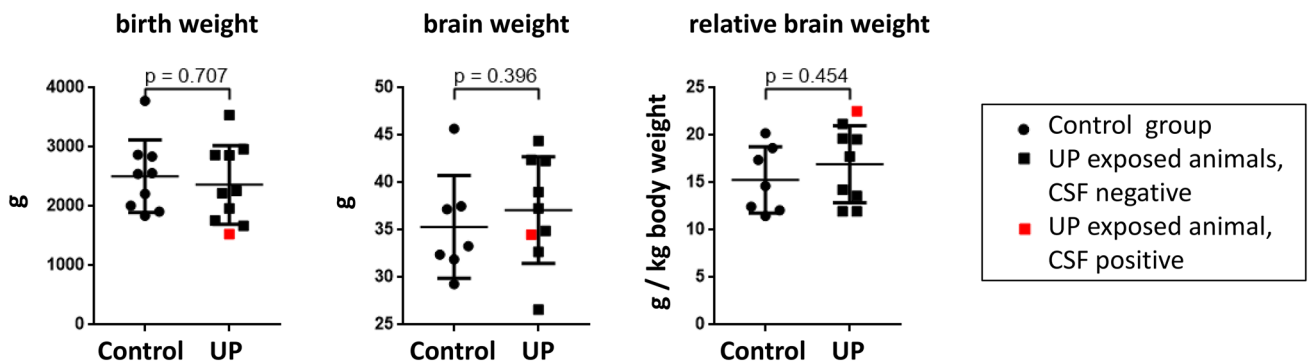 birth weight
brain weight
relative brain weight
p = 0.707
p = 0.396
p = 0.454
4000
3000
2000
1000
0
g
Control UP
50
45
40
35
30
25
g
Control UP
25
20
15
10
5
0
g / kg body weight
Control UP
Control group
UP exposed animals,
CSF negative
UP exposed animal,
CSF positive